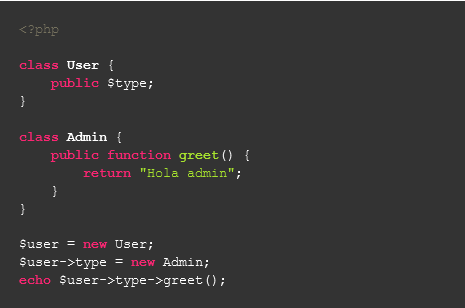 <?php
class User {
public $type;
}
class Admin {
public function greet() {
return "Hola admin";
}
}
$user = new User;
$user->type = new Admin;
echo $user->type->greet();